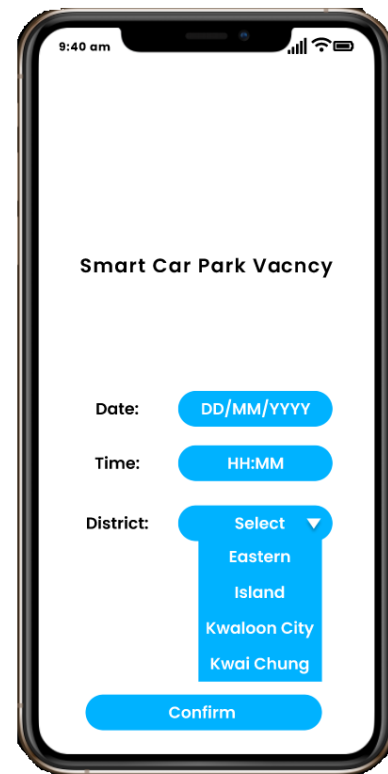 9:40 am
Smart Car Park Vacncy
Date: DD/MM/YYYY
Time: HH:MM
District: Select
Eastern
Island
Kwaloon City
Kwai Chung
Confirm